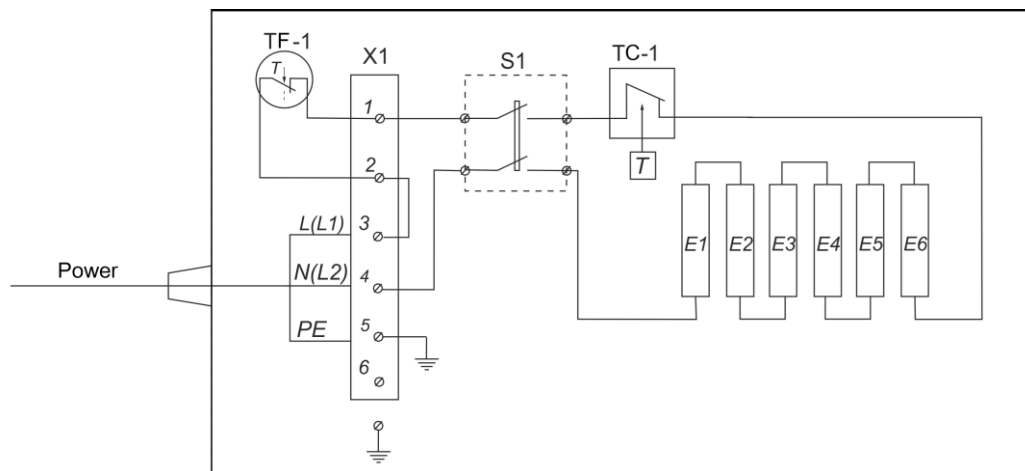 TF-1
X1
S1
TC-1
T
1
2
3
4
5
6
L(L1)
N(L2)
PE
Power
T
E1
E2
E3
E4
E5
E6